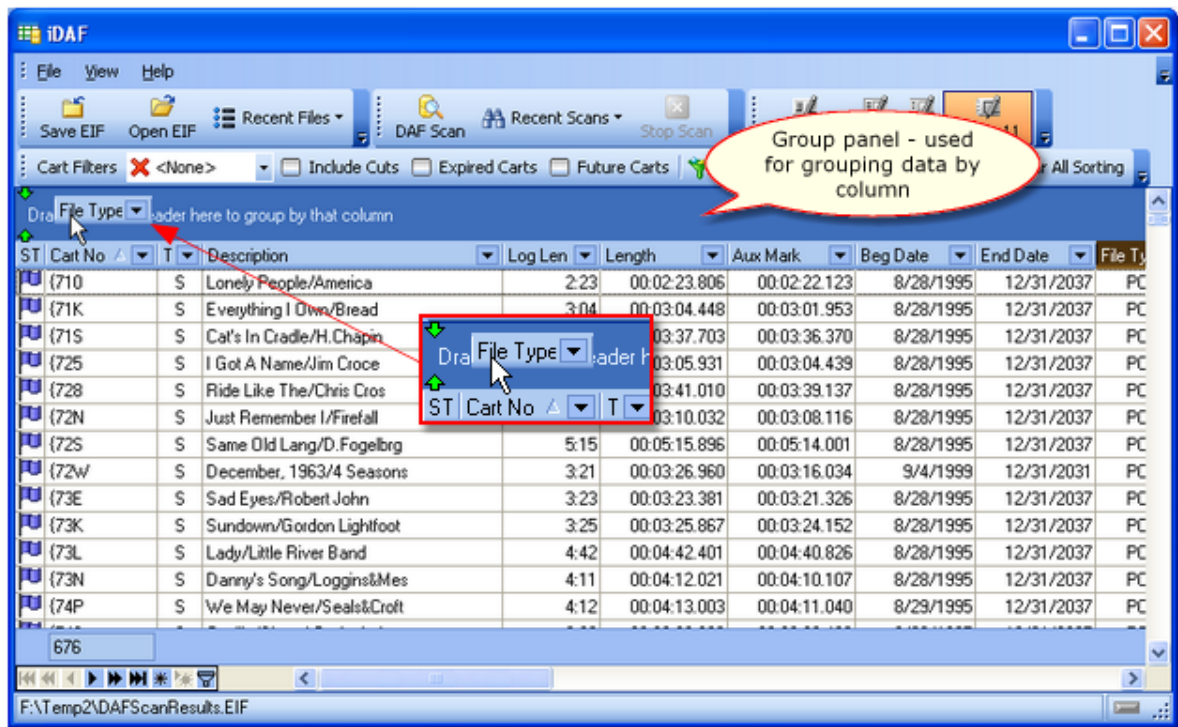 iDAF
File View Help
Save EIF Open EIF Recent Files DAF Scan Recent Scans Stop Scan
Group panel - used
for grouping data by
column
Cart Filters <None> Include Cuts Expired Carts Future Carts All Sorting
File Type here to group by that column
ST Cart No T Description Log Len Length Aux Mark Beg Date End Date File Ty
{710 S Lonely People/America 2:23 00:02:23.806 00:02:22.123 8/28/1995 12/31/2037 PC
{71K S Everything I Own/Bread 3:04 00:03:04.448 00:03:01.953 8/28/1995 12/31/2037 PC
{71S S Cat's In Cradle/H.Chapin 03:37.703 00:03:36.370 8/28/1995 12/31/2037 PC
{725 S I Got A Name/Jim Croce 03:05.931 00:03:04.439 8/28/1995 12/31/2037 PC
{728 S Ride Like The/Chris Cros 03:41.010 00:03:39.137 8/28/1995 12/31/2037 PC
{72N S Just Remember I/Firefall 03:10.032 00:03:08.116 8/28/1995 12/31/2037 PC
File Type
ST Cart No T
{72S S Same Old Lang/D.Fogelbrg 5:15 00:05:15.896 00:05:14.001 8/28/1995 12/31/2037 PC
{72W S December, 1963/4 Seasons 3:21 00:03:26.960 00:03:16.034 9/4/1999 12/31/2031 PC
{73E S Sad Eyes/Robert John 3:23 00:03:23.381 00:03:21.326 8/28/1995 12/31/2037 PC
{73K S Sundown/Gordon Lightfoot 3:25 00:03:25.867 00:03:24.152 8/28/1995 12/31/2037 PC
{73L S Lady/Little River Band 4:42 00:04:42.401 00:04:40.826 8/28/1995 12/31/2037 PC
{73N S Danny's Song/Loggins&Mes 4:11 00:04:12.021 00:04:10.107 8/28/1995 12/31/2037 PC
{74P S We May Never/Seals&Croft 4:12 00:04:13.003 00:04:11.040 8/29/1995 12/31/2037 PC
676
F:\Temp2\DAFScanResults.EIF